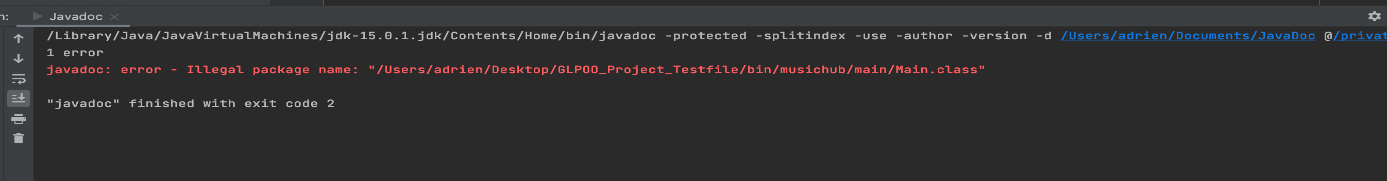 n:
Javadoc
/Library/Java/JavaVirtualMachines/jdk-15.0.1.jdk/Contents/Home/bin/javadoc -protected -splitindex -use -author -version -d /Users/adrien/Documents/JavaDoc @/privat
1 error
javadoc: error - Illegal package name: "/Users/adrien/Desktop/GLPOO_Project_Testfile/bin/musichub/main/Main.class"
"javadoc" finished with exit code 2